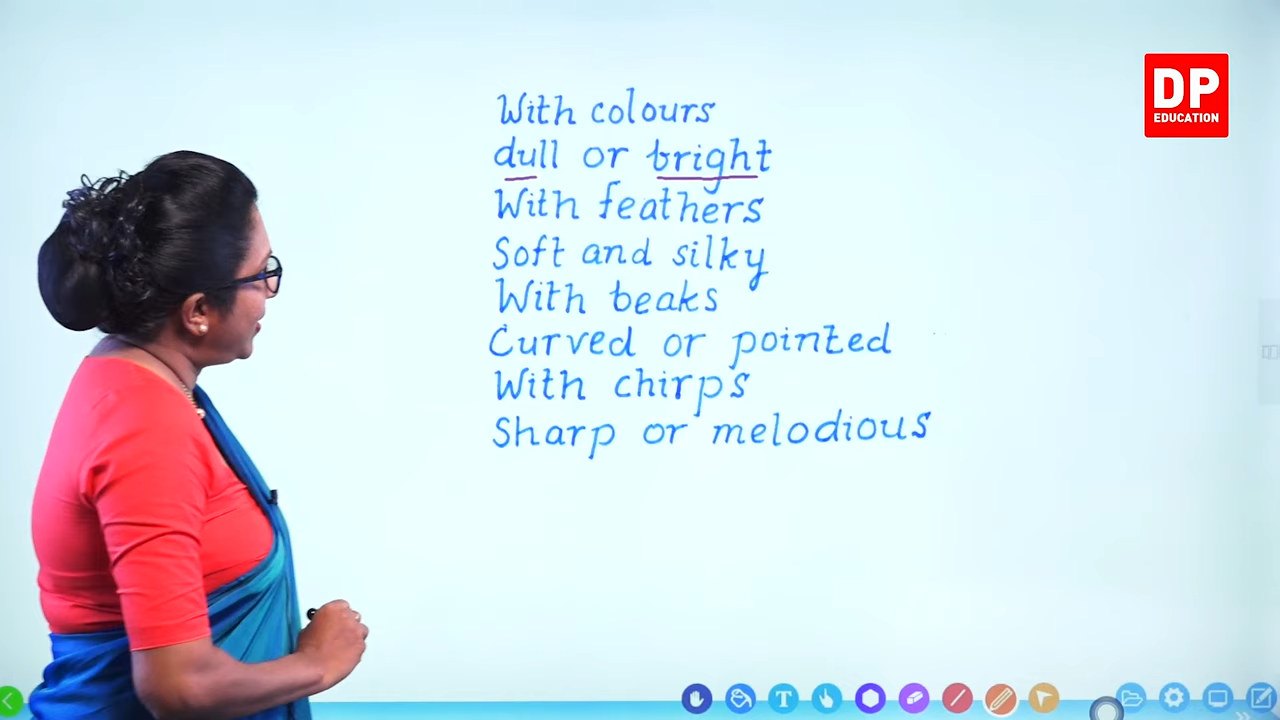 DP
EDUCATION
With colours
dull or bright
With feathers
Soft and silky
With beaks
Curved or pointed
With chirps
Sharp or melodious
T